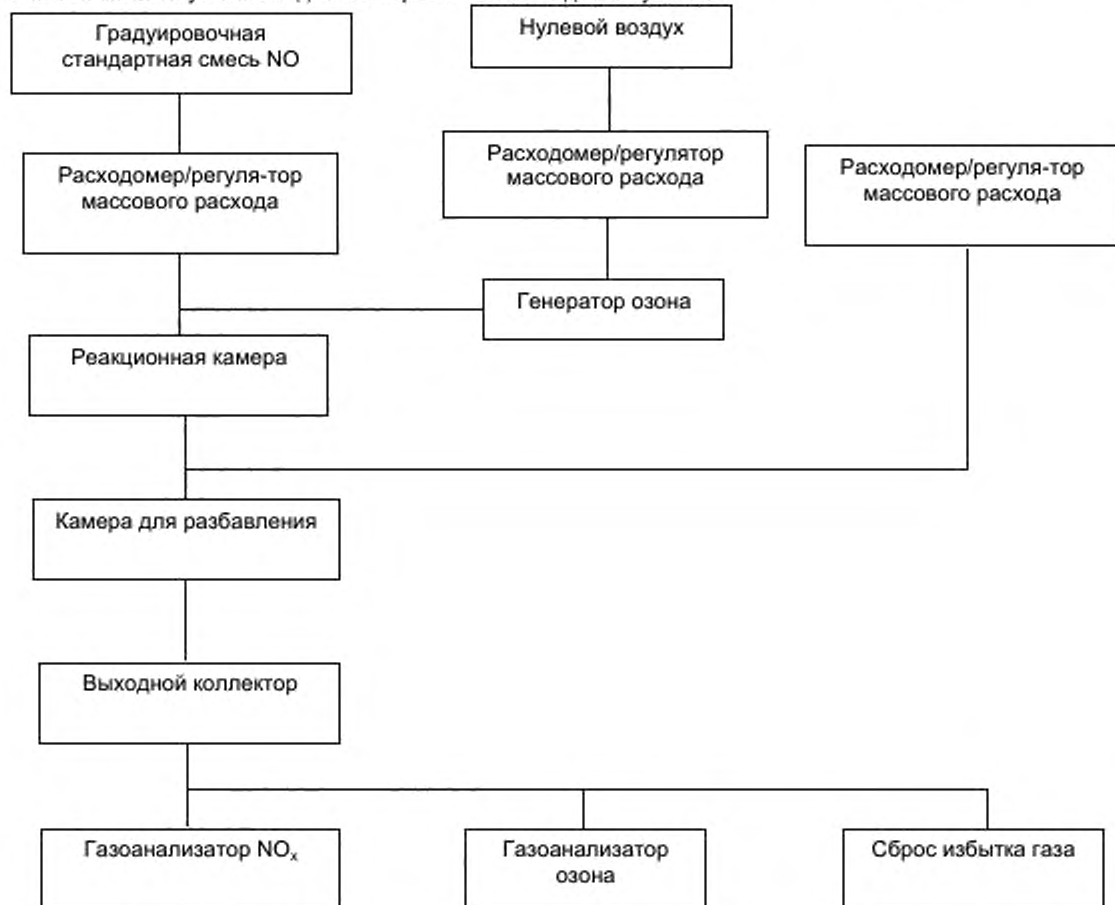 Градуировочная
стандартная смесь NO
Нулевой воздух
Расходомер/регуля-тор
массового расхода
Расходомер/регулятор
массового расхода
Расходомер/регуля-тор
массового расхода
Генератор озона
Реакционная камера
Камера для разбавления
Выходной коллектор
Газоанализатор NOx
Газоанализатор
озона
Сброс избытка газа